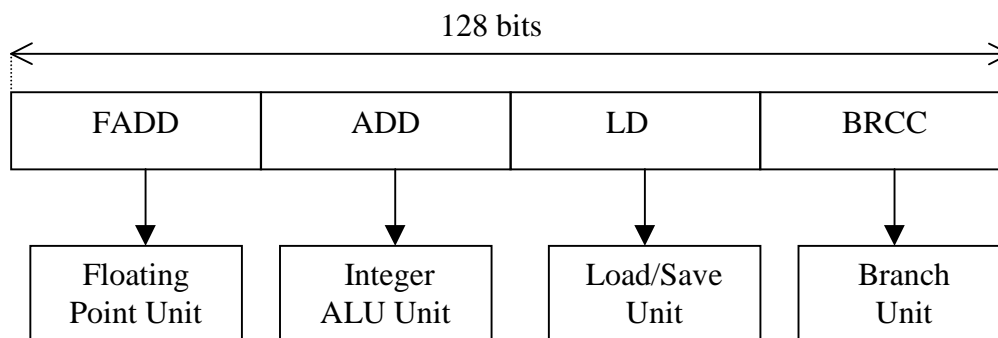 128 bits
FADD ADD LD BRCC
Floating Integer Load/Save Branch
Point Unit ALU Unit Unit Unit